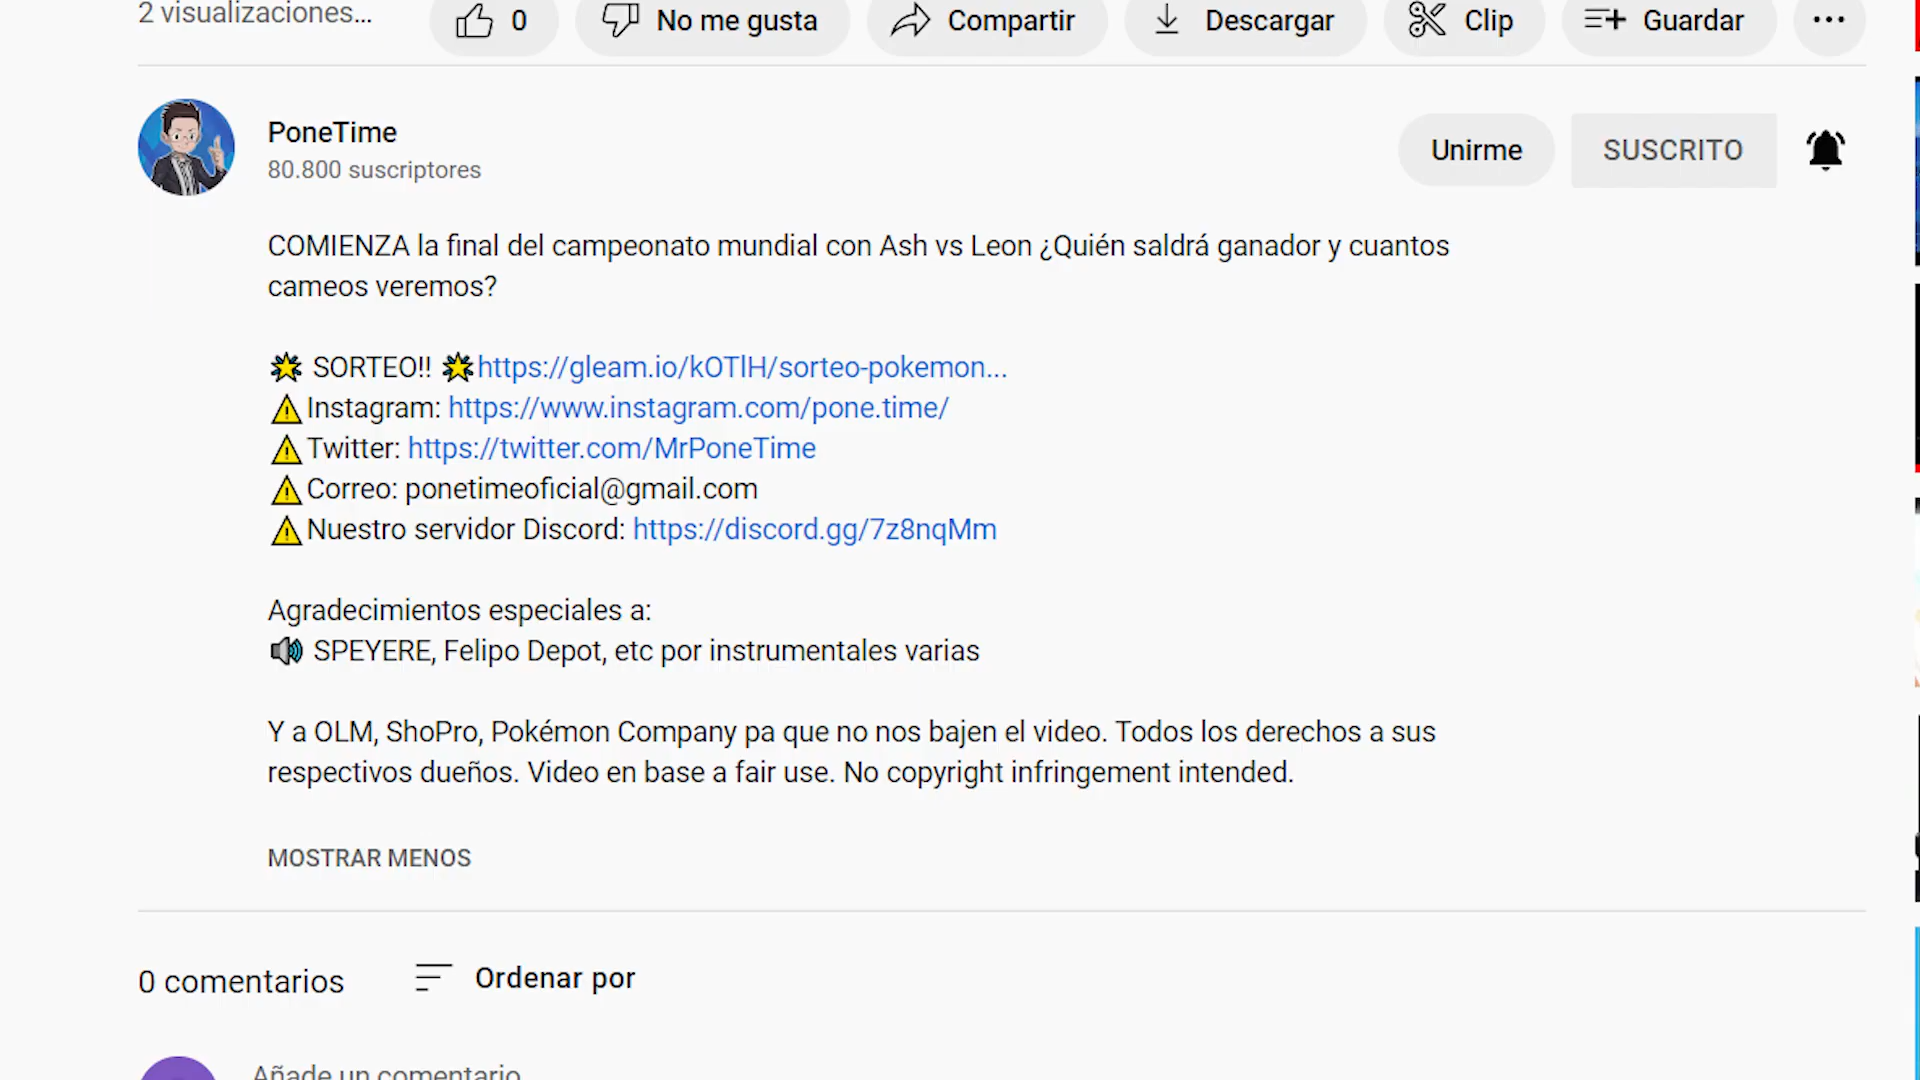 2 visualizaciones...
0
No me gusta
Compartir
Descargar
Clip
Guardar
PoneTime
80.800 suscriptores
Unirme
SUSCRITO
COMIENZA la final del campeonato mundial con Ash vs Leon ¿Quién saldrá ganador y cuantos
cameos veremos?
🌟 SORTEO!! 🌟https://gleam.io/kOTlH/sorteo-pokemon...
⚠Instagram: https://www.instagram.com/pone.time/
⚠Twitter: https://twitter.com/MrPoneTime
⚠Correo: ponetimeoficial@gmail.com
⚠Nuestro servidor Discord: https://discord.gg/7z8nqMm
Agradecimientos especiales a:
🔊 SPEYERE, Felipo Depot, etc por instrumentales varias
Y a OLM, ShoPro, Pokémon Company pa que no nos bajen el video. Todos los derechos a sus
respectivos dueños. Video en base a fair use. No copyright infringement intended.
MOSTRAR MENOS
0 comentarios
Ordenar por
Añade un comentario